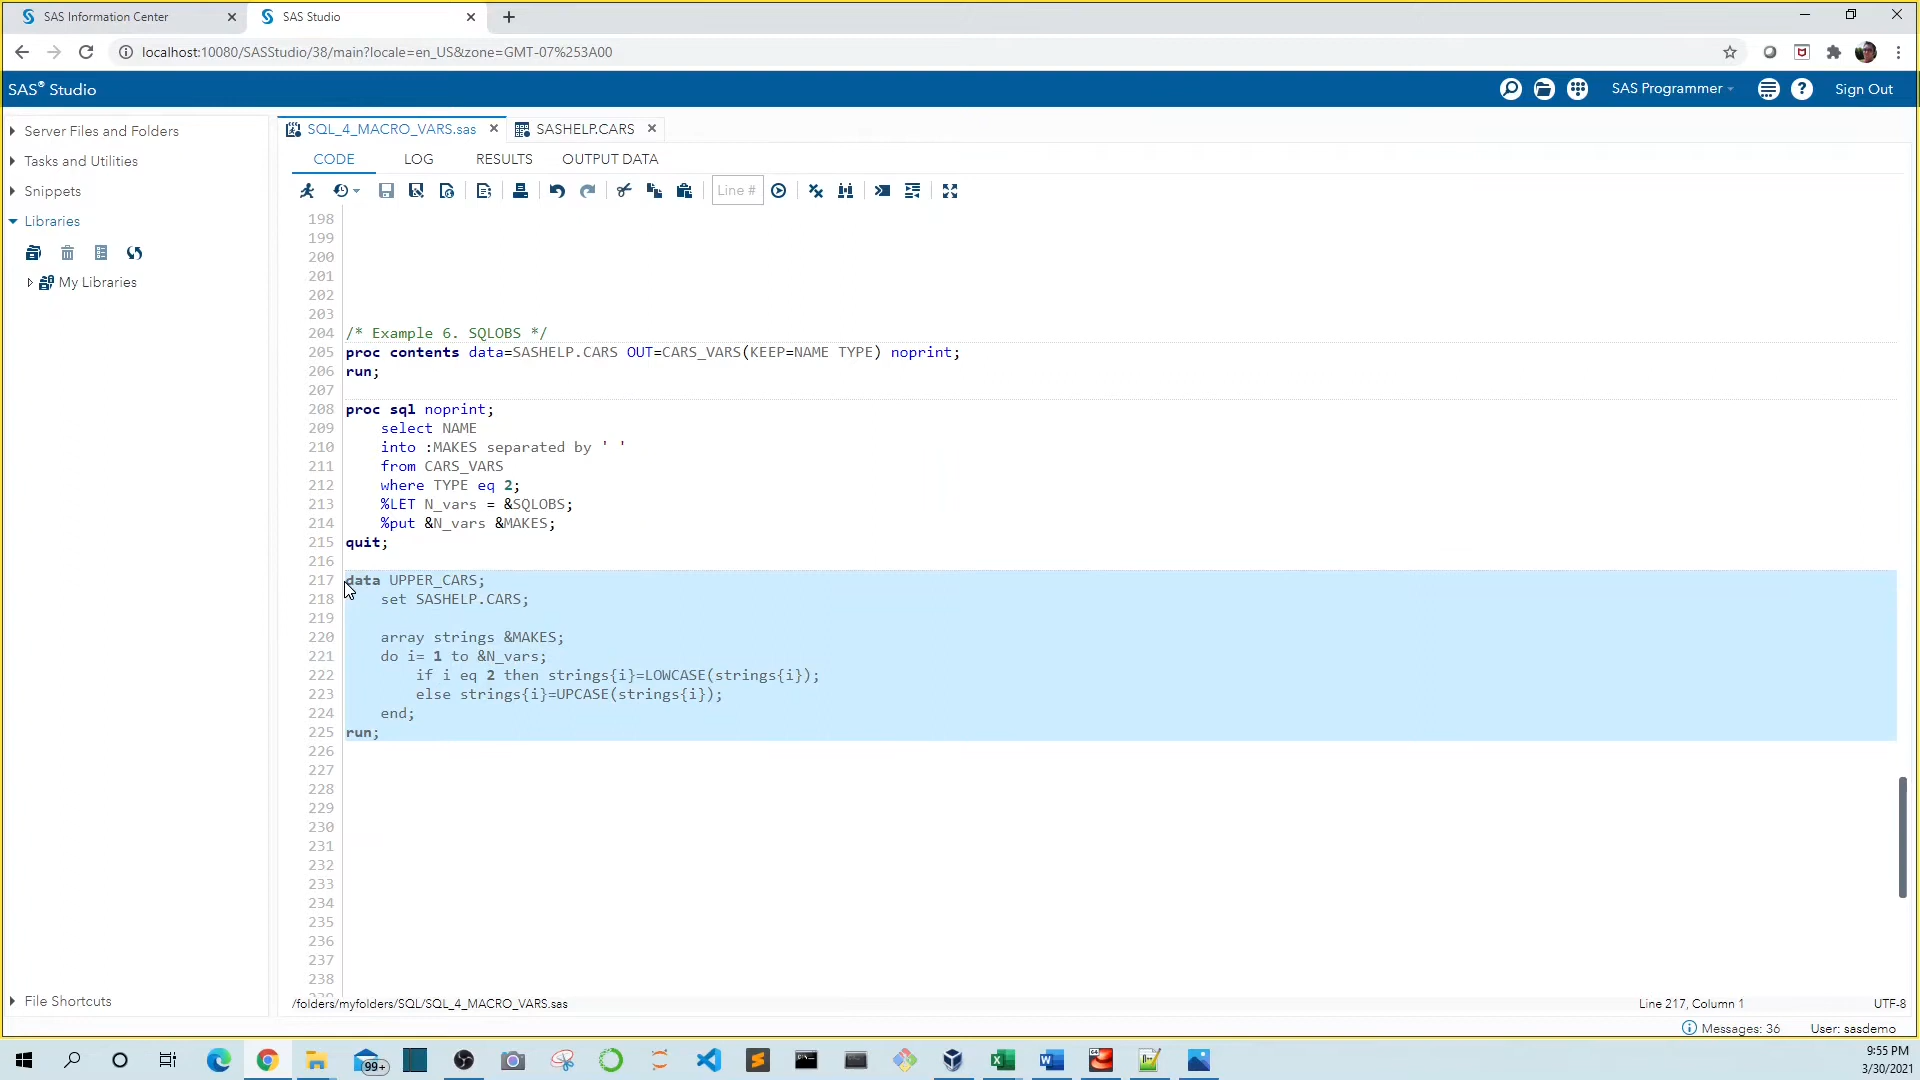 SAS Information Center
SAS Studio
localhost:10080/SASStudio/38/main?locale=en_US&zone=GMT-07%253A00
SAS® Studio
SAS Programmer
Sign Out
Server Files and Folders
Tasks and Utilities
Snippets
Libraries
My Libraries
File Shortcuts
SQL_4_MACRO_VARS.sas
SASHELP.CARS
CODE
LOG
RESULTS
OUTPUT DATA
Line #
198
199
200
201
202
203
204 /* Example 6. SQLOBS */
205 proc contents data=SASHELP.CARS OUT=CARS_VARS(KEEP=NAME TYPE) noprint;
206 run;
207
208 proc sql noprint;
209 select NAME
210 into :MAKES separated by ' '
211 from CARS_VARS
212 where TYPE eq 2;
213 %LET N_vars = &SQLOBS;
214 %put &N_vars &MAKES;
215 quit;
216
217 data UPPER_CARS;
218 set SASHELP.CARS;
219
220 array strings &MAKES;
221 do i= 1 to &N_vars;
222 if i eq 2 then strings{i}=LOWCASE(strings{i});
223 else strings{i}=UPCASE(strings{i});
224 end;
225 run;
226
227
228
229
230
231
232
233
234
235
236
237
238
/folders/myfolders/SQL/SQL_4_MACRO_VARS.sas
Line 217, Column 1
UTF-8
Messages: 36
User: sasdemo
99+
9:55 PM
3/30/2021